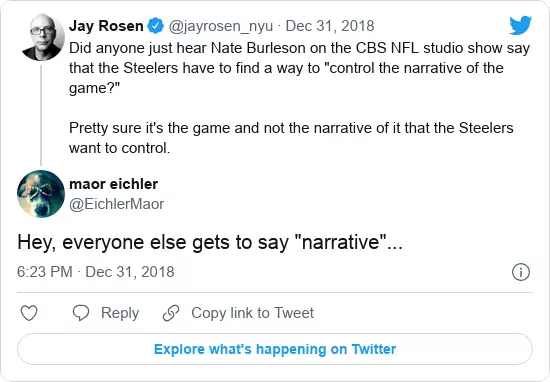 Jay Rosen @jayrosen_nyu · Dec 31, 2018
Did anyone just hear Nate Burleson on the CBS NFL studio show say
that the Steelers have to find a way to "control the narrative of the
game?"
Pretty sure it's the game and not the narrative of it that the Steelers
want to control.
maor eichler
@EichlerMaor
Hey, everyone else gets to say "narrative"...
6:23 PM · Dec 31, 2018
Reply Copy link to Tweet
Explore what's happening on Twitter